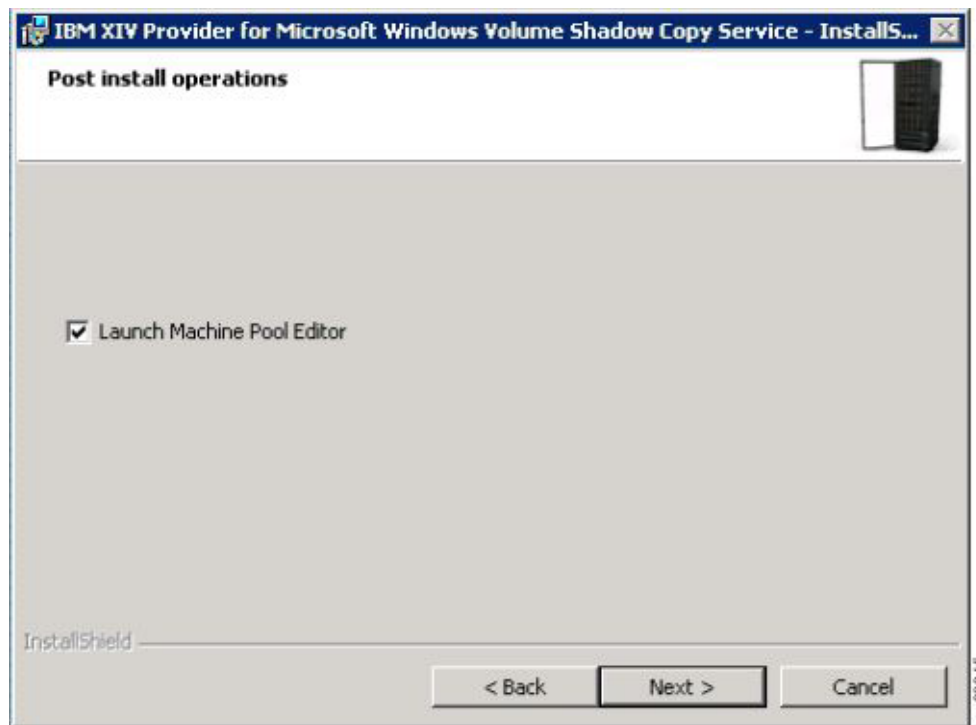 IBM XIV Provider for Microsoft Windows Volume Shadow Copy Service - InstallS...
Post install operations
Launch Machine Pool Editor
InstallShield
< Back
Next >
Cancel